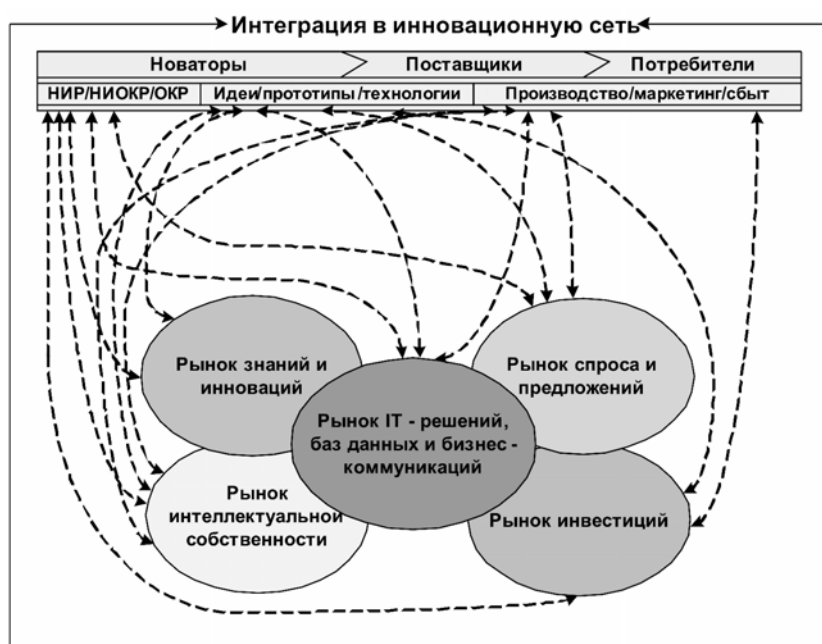 Интеграция в инновационную сеть
Новаторы Поставщики Потребители
НИР/НИОКР/ОКР Идеи/прототипы/технологии Производство/маркетинг/сбыт
Рынок знаний и
инноваций
Рынок спроса и
предложений
Рынок IT - решений,
баз данных и бизнес -
коммуникаций
Рынок
интеллектуальной
собственности
Рынок инвестиций